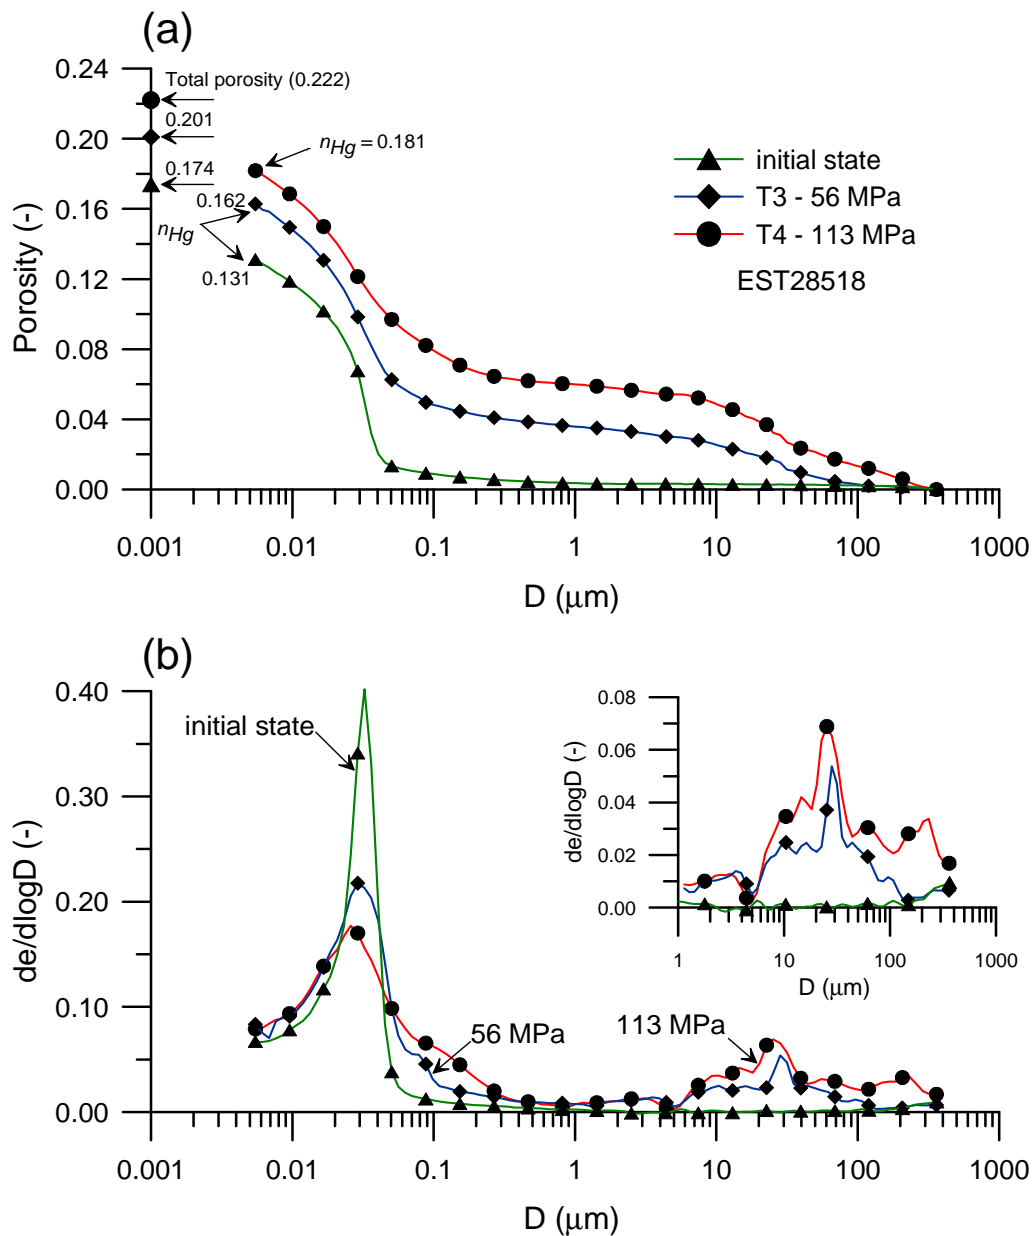 (a)
0.24
0.20
0.16
0.12
0.08
0.04
0.00
Porosity (-)
Total porosity (0.222)
0.201
0.174
nHg = 0.181
0.162
nHg
0.131
initial state
T3 - 56 MPa
T4 - 113 MPa
EST28518
0.001 0.01 0.1 1 10 100 1000
D (μm)
(b)
0.40
0.30
0.20
0.10
0.00
de/dlogD (-)
initial state
56 MPa
113 MPa
0.08
0.06
0.04
0.02
0.00
de/dlogD (-)
1 10 100 1000
D (μm)
0.001 0.01 0.1 1 10 100 1000
D (μm)